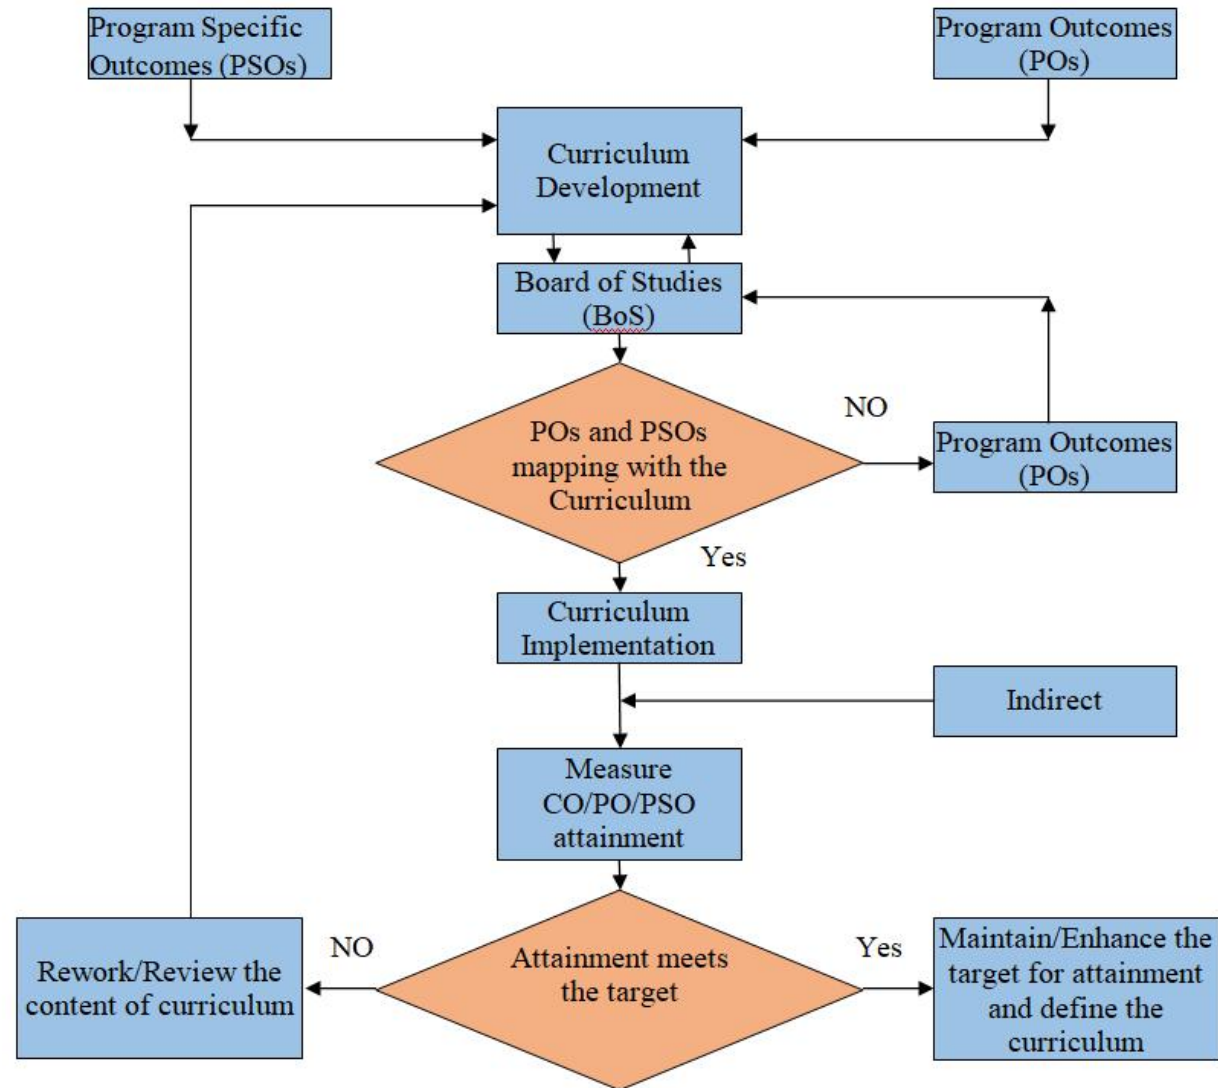 Program Specific
Outcomes (PSOs)
Program Outcomes
(POs)
Curriculum
Development
Board of Studies
(BoS)
POs and PSOs
mapping with the
Curriculum
NO
Program Outcomes
(POs)
Yes
Curriculum
Implementation
Indirect
Measure
CO/PO/PSO
attainment
Attainment meets
the target
NO
Rework/Review the
content of curriculum
Yes
Maintain/Enhance the
target for attainment
and define the
curriculum